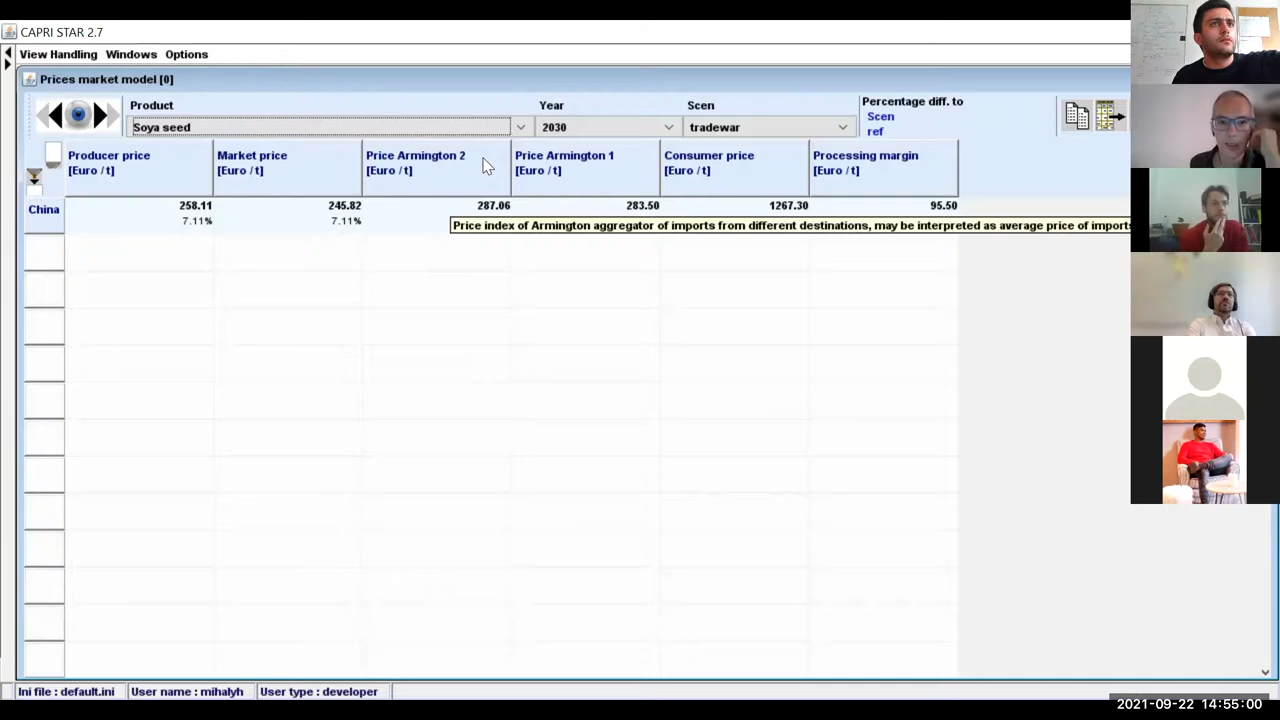 CAPRI STAR 2.7
View Handling Windows Options
Prices market model [0]
Product Year Scen Percentage diff. to
Scen
Soya seed 2030 tradewar ref
Producer price Market price Price Armington 2 Price Armington 1 Consumer price Processing margin
[Euro / t] [Euro / t] [Euro / t] [Euro / t] [Euro / t] [Euro / t]
China 258.11 245.82 287.06 283.50 1267.30 95.50
7.11% 7.11%
Price index of Armington aggregator of imports from different destinations, may be interpreted as average price of imports
Ini file : default.ini User name : mihalyh User type : developer
2021-09-22 14:55:00